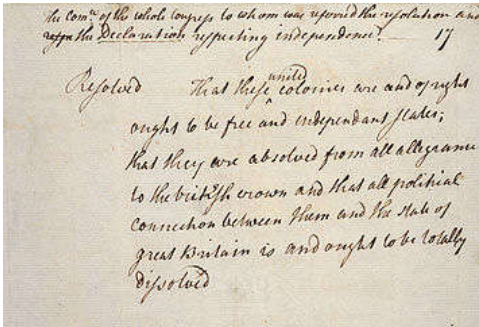 The Com.ee of the whole Congress to whom was referred the resolution and
the Declaration respecting independence. 17
Resolved That these united colonies are and of right
ought to be free and independant states;
that they are absolved from all allegiance
to the british crown and that all political
connection between them and the state of
great Britain is and ought to be totally
dissolved